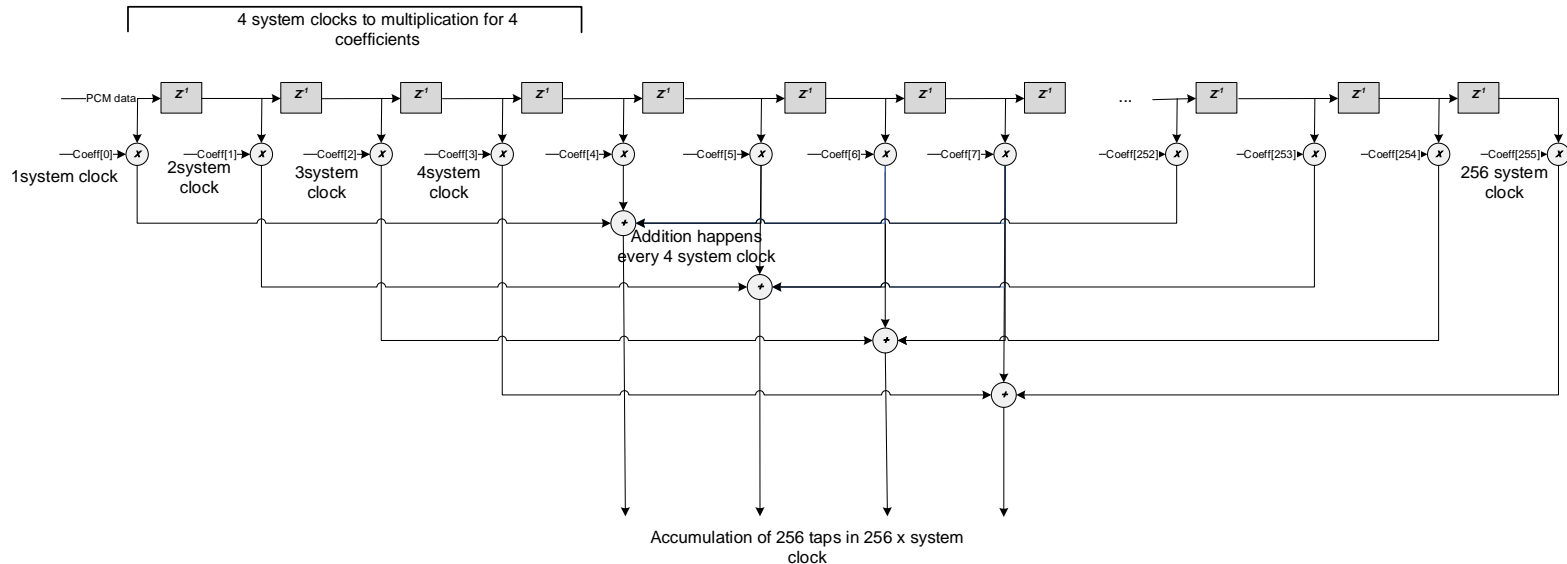 4 system clocks to multiplication for 4
coefficients
PCM data
Z-1
Z-1
Z-1
Z-1
Z-1
Z-1
Z-1
Z-1
...
Z-1
Z-1
Z-1
Coeff[0]
x
Coeff[1]
x
Coeff[2]
x
Coeff[3]
x
Coeff[4]
x
Coeff[5]
x
Coeff[6]
x
Coeff[7]
x
Coeff[252]
x
Coeff[253]
x
Coeff[254]
x
Coeff[255]
x
1system clock
2system
clock
3system
clock
4system
clock
256 system
clock
+
Addition happens
every 4 system clock
+
+
+
Accumulation of 256 taps in 256 x system
clock